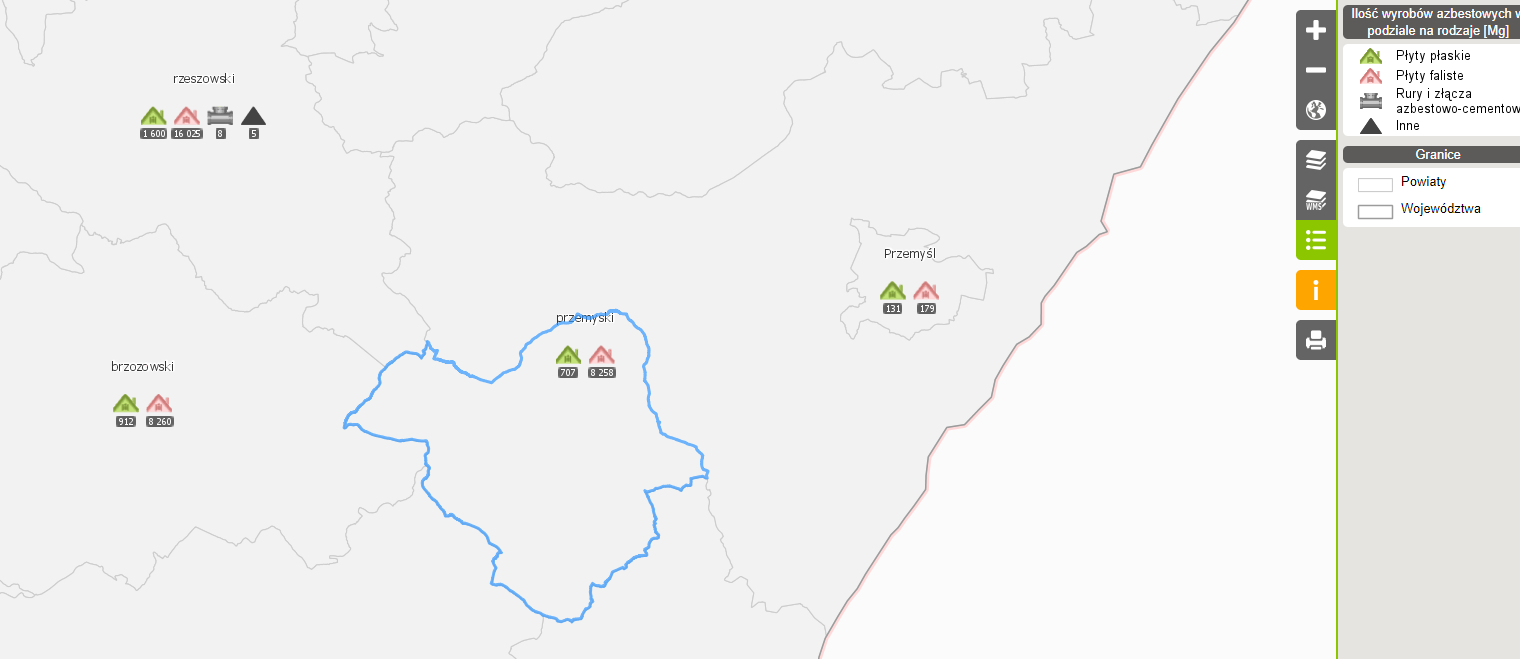 rzeszowski
1 600 16 025 8 5
Przemyśl
131 179
przemyski
707 8 258
brzozowski
912 8 260
WMS
i
Ilość wyrobów azbestowych w
podziale na rodzaje [Mg]
Płyty płaskie
Płyty faliste
Rury i złącza
azbestowo-cementow
Inne
Granice
Powiaty
Województwa